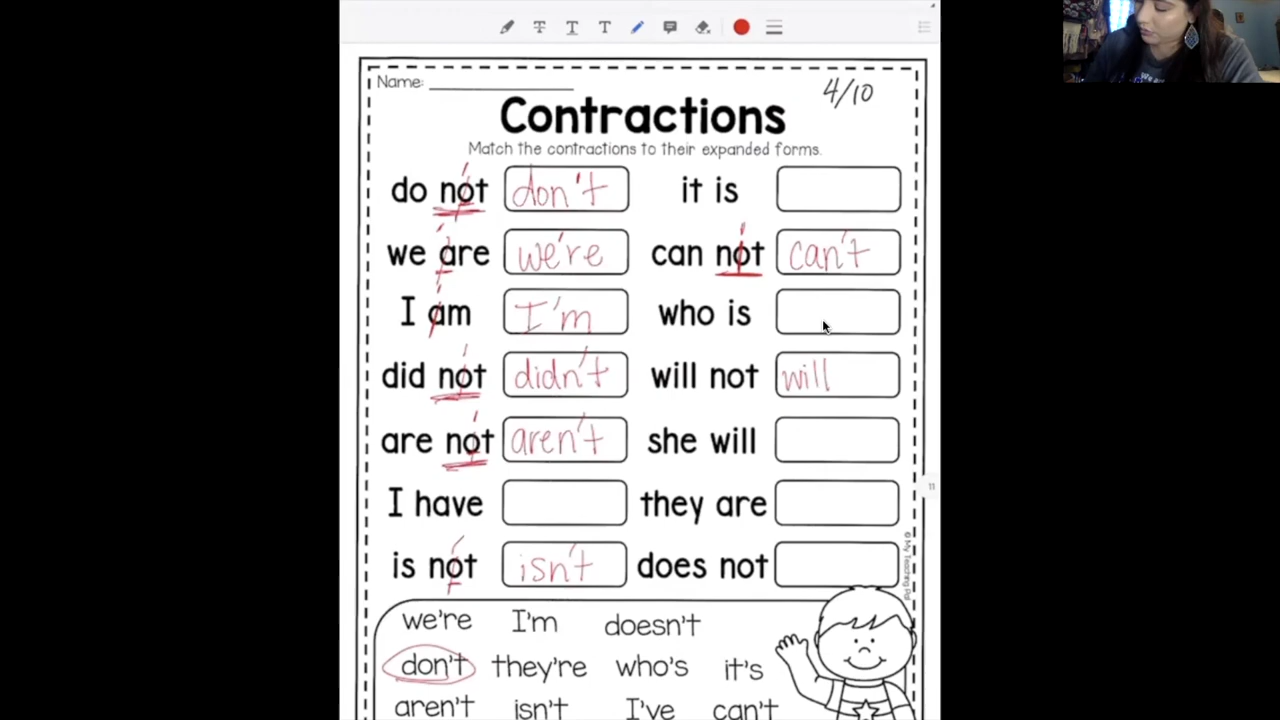 Name:
4/10
Contractions
Match the contractions to their expanded forms.
do not don't it is
we are we're can not can't
I am I'm who is
did not didn't will not will
are not aren't she will
I have they are
is not isn't does not
we're I'm doesn't
don't they're who's it's
aren't isn't I've can't
11